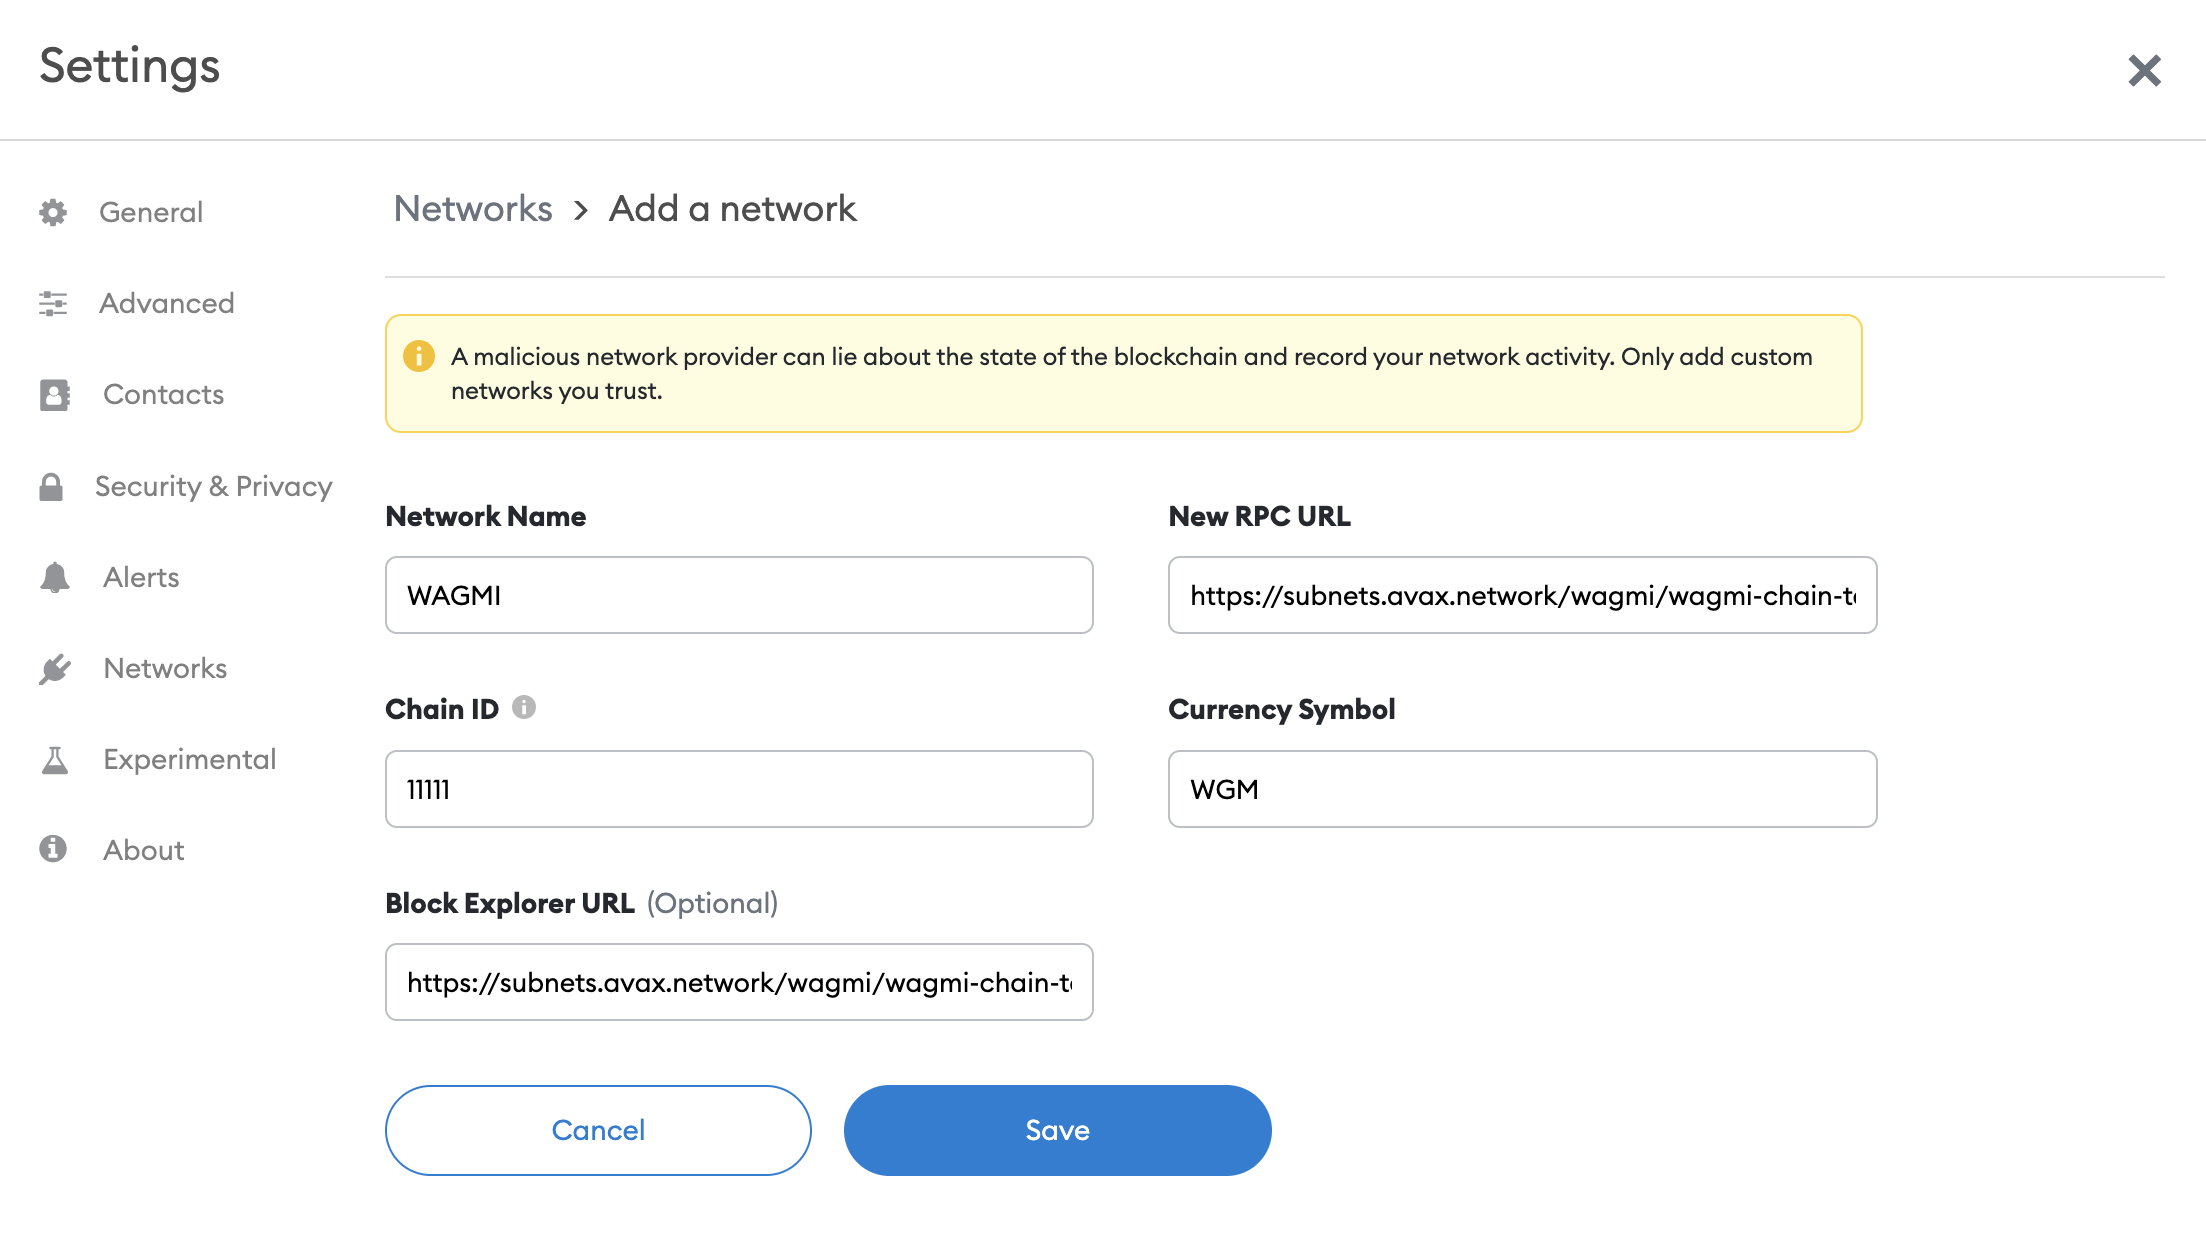 Settings
General
Advanced
Contacts
Security & Privacy
Alerts
Networks
Experimental
About
Networks > Add a network
A malicious network provider can lie about the state of the blockchain and record your network activity. Only add custom
networks you trust.
Network Name
WAGMI
New RPC URL
https://subnets.avax.network/wagmi/wagmi-chain-t
Chain ID
11111
Currency Symbol
WGM
Block Explorer URL (Optional)
https://subnets.avax.network/wagmi/wagmi-chain-t
Cancel
Save